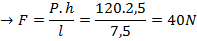 → F = P.h/l = 120.2,5/7,5 = 40N